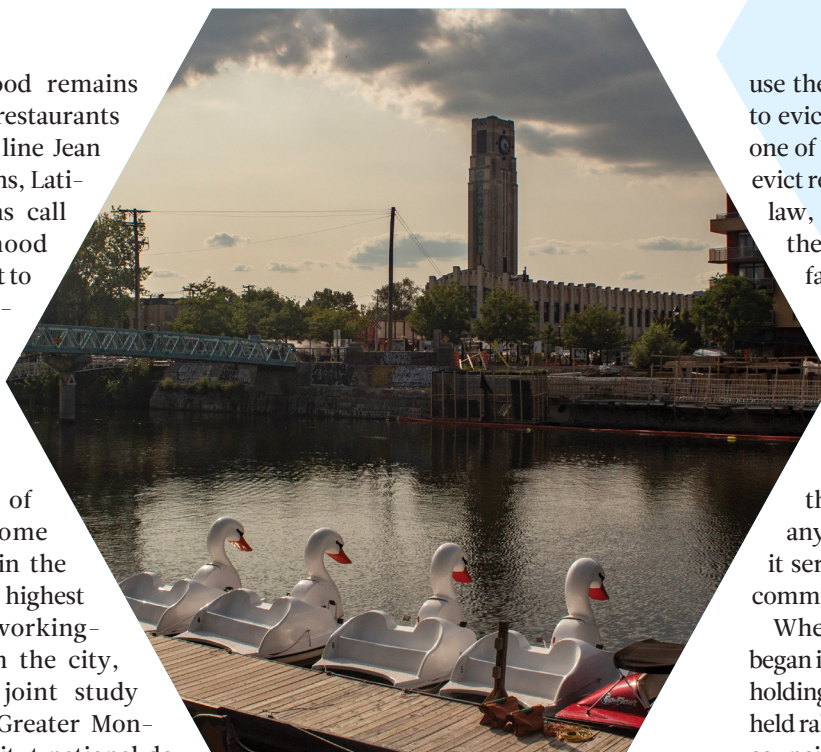 ood remains
restaurants
line Jean
ns, Lati-
ns call
hood
t to
-
of
ome
in the
highest
working-
n the city,
joint study
Greater Mon-
use the
to evic
one of
evict re
law,
the
fa
th
any
it ser
comm
Whe
began i
holding
held ral